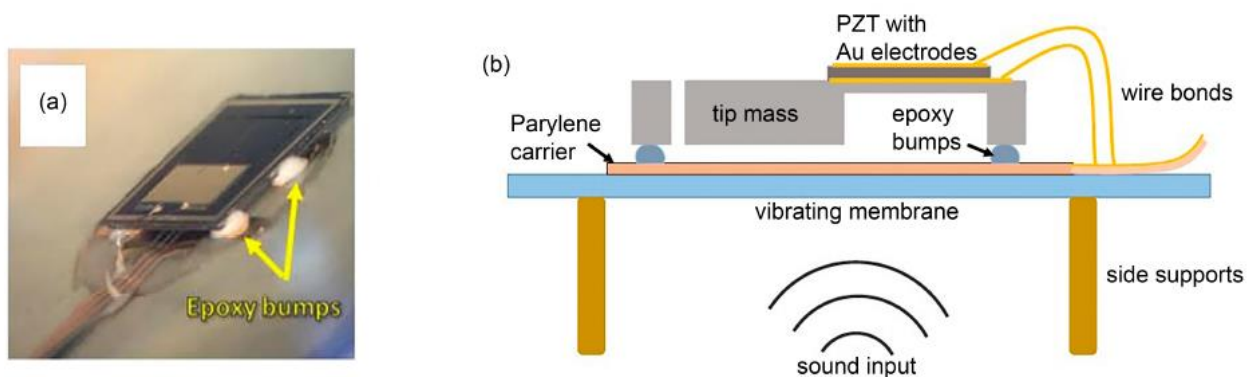 (a)
Epoxy bumps
(b)
PZT with
Au electrodes
wire bonds
tip mass
epoxy
bumps
Parylene
carrier
vibrating membrane
side supports
sound input